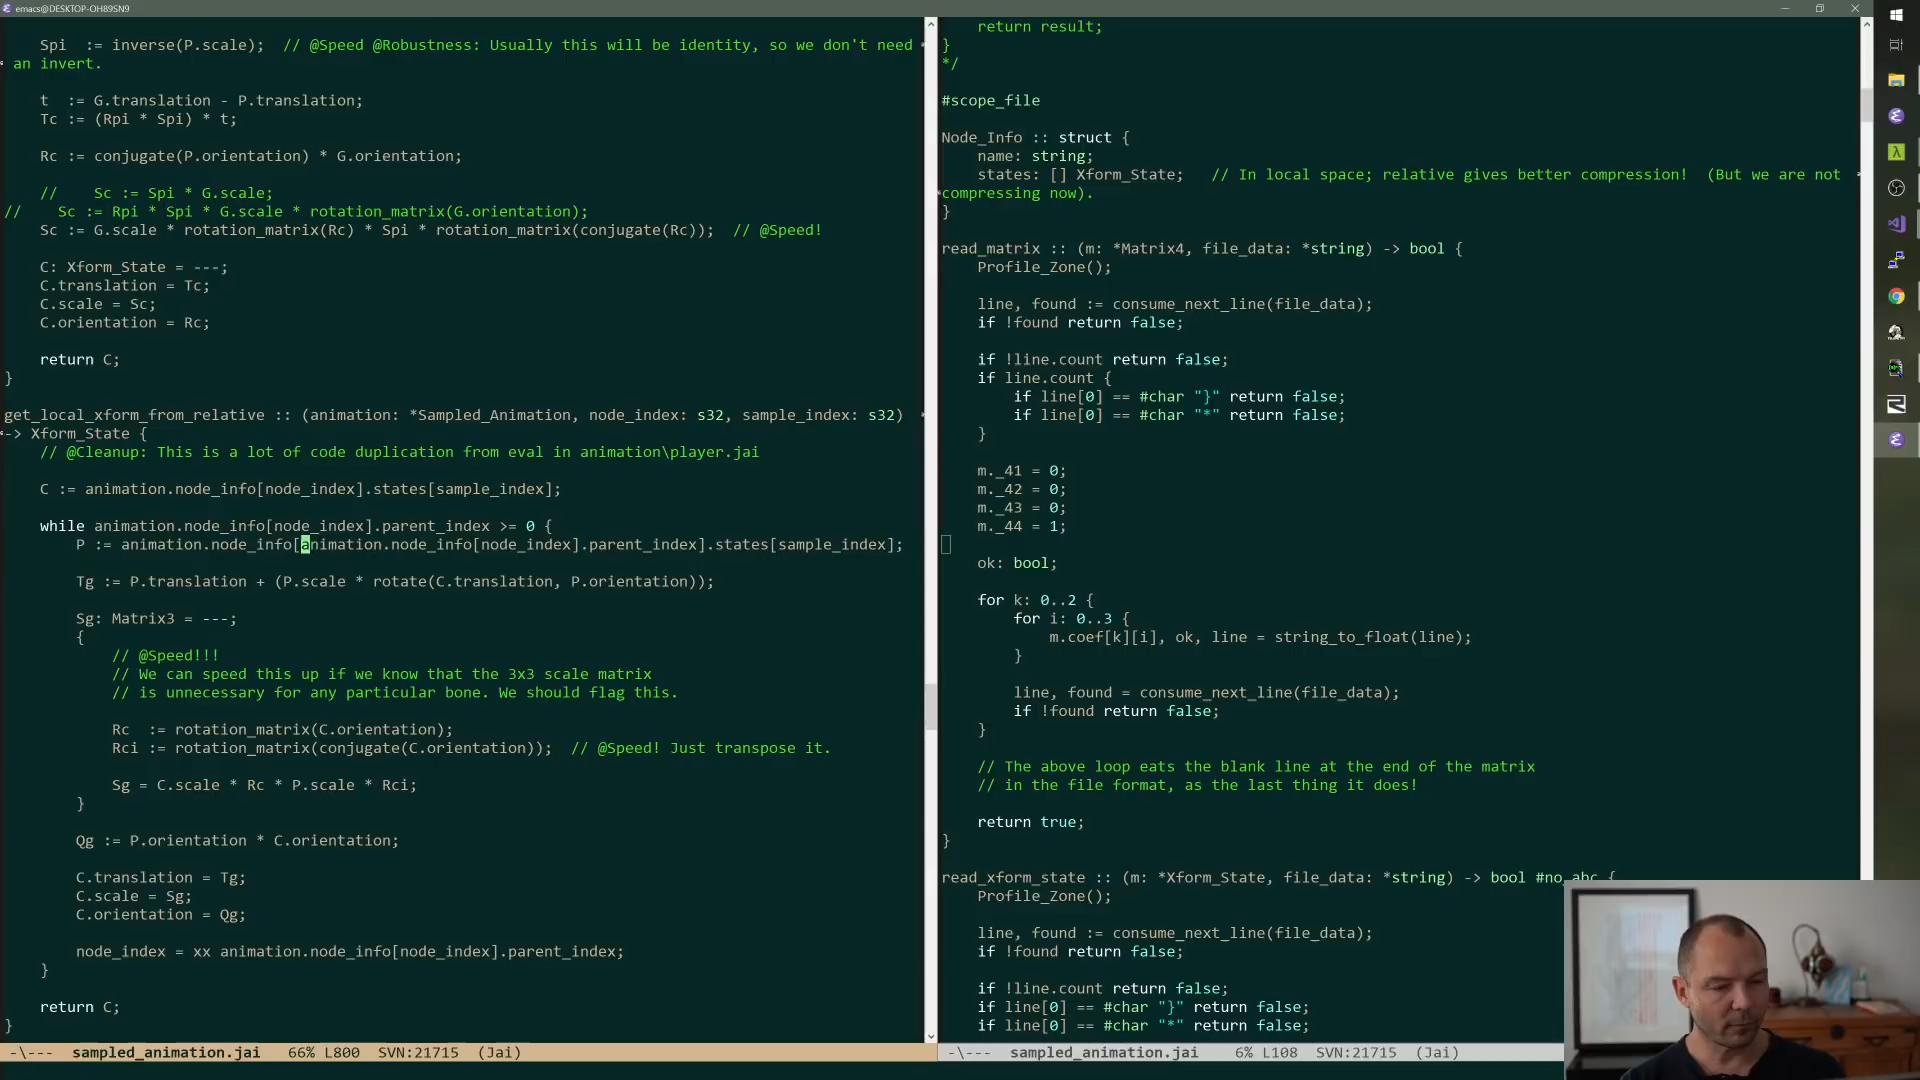 emacs@DESKTOP-OH89SN9
Spi  := inverse(P.scale);  // @Speed @Robustness: Usually this will be identity, so we don't need
an invert.
t  := G.translation - P.translation;
Tc := (Rpi * Spi) * t;
Rc := conjugate(P.orientation) * G.orientation;
//    Sc := Spi * G.scale;
//    Sc := Rpi * Spi * G.scale * rotation_matrix(G.orientation);
Sc := G.scale * rotation_matrix(Rc) * Spi * rotation_matrix(conjugate(Rc));  // @Speed!
C: Xform_State = ---;
C.translation = Tc;
C.scale = Sc;
C.orientation = Rc;
return C;
}
get_local_xform_from_relative :: (animation: *Sampled_Animation, node_index: s32, sample_index: s32)
-> Xform_State {
// @Cleanup: This is a lot of code duplication from eval in animation\player.jai
C := animation.node_info[node_index].states[sample_index];
while animation.node_info[node_index].parent_index >= 0 {
P := animation.node_info[animation.node_info[node_index].parent_index].states[sample_index];
Tg := P.translation + (P.scale * rotate(C.translation, P.orientation));
Sg: Matrix3 = ---;
{
// @Speed!!!
// We can speed this up if we know that the 3x3 scale matrix
// is unnecessary for any particular bone. We should flag this.
Rc  := rotation_matrix(C.orientation);
Rci := rotation_matrix(conjugate(C.orientation));  // @Speed! Just transpose it.
Sg = C.scale * Rc * P.scale * Rci;
}
Qg := P.orientation * C.orientation;
C.translation = Tg;
C.scale = Sg;
C.orientation = Qg;
node_index = xx animation.node_info[node_index].parent_index;
}
return C;
}
-\---  sampled_animation.jai   66% L800  SVN:21715  (Jai)
return result;
}
*/
#scope_file
Node_Info :: struct {
name: string;
states: [] Xform_State;   // In local space; relative gives better compression!  (But we are not
compressing now).
}
read_matrix :: (m: *Matrix4, file_data: *string) -> bool {
Profile_Zone();
line, found := consume_next_line(file_data);
if !found return false;
if !line.count return false;
if line.count {
if line[0] == #char "}" return false;
if line[0] == #char "*" return false;
}
m._41 = 0;
m._42 = 0;
m._43 = 0;
m._44 = 1;
ok: bool;
for k: 0..2 {
for i: 0..3 {
m.coef[k][i], ok, line = string_to_float(line);
}
line, found = consume_next_line(file_data);
if !found return false;
}
// The above loop eats the blank line at the end of the matrix
// in the file format, as the last thing it does!
return true;
}
read_xform_state :: (m: *Xform_State, file_data: *string) -> bool #no_abc {
Profile_Zone();
line, found := consume_next_line(file_data);
if !found return false;
if !line.count return false;
if line[0] == #char "}" return false;
if line[0] == #char "*" return false;
-\---  sampled_animation.jai    6% L108  SVN:21715  (Jai)